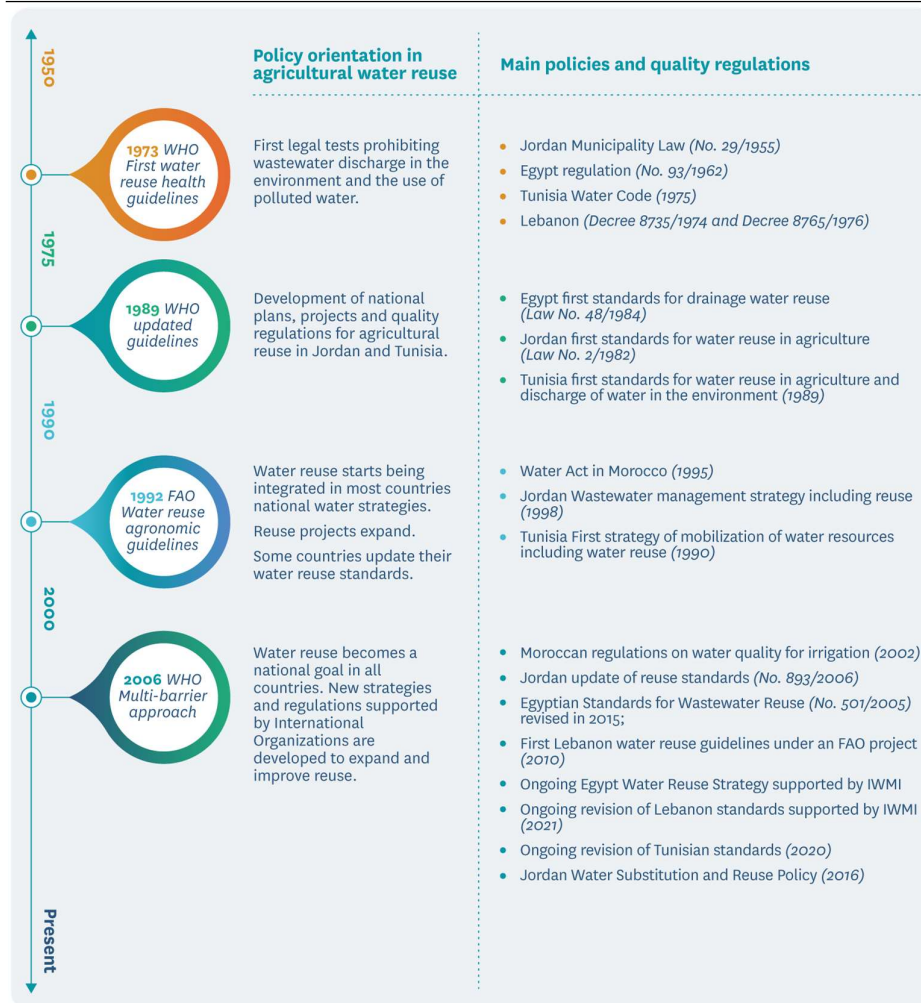 1950
Policy orientation in
agricultural water reuse
Main policies and quality regulations
1973 WHO
First water
reuse health
guidelines
First legal tests prohibiting
wastewater discharge in the
environment and the use of
polluted water.
• Jordan Municipality Law (No. 29/1955)
• Egypt regulation (No. 93/1962)
• Tunisia Water Code (1975)
• Lebanon (Decree 8735/1974 and Decree 8765/1976)
1975
1989 WHO
updated
guidelines
Development of national
plans, projects and quality
regulations for agricultural
reuse in Jordan and Tunisia.
• Egypt first standards for drainage water reuse
(Law No. 48/1984)
• Jordan first standards for water reuse in agriculture
(Law No. 2/1982)
• Tunisia first standards for water reuse in agriculture and
discharge of water in the environment (1989)
1990
1992 FAO
Water reuse
agronomic
guidelines
Water reuse starts being
integrated in most countries
national water strategies.
Reuse projects expand.
Some countries update their
water reuse standards.
• Water Act in Morocco (1995)
• Jordan Wastewater management strategy including reuse
(1998)
• Tunisia First strategy of mobilization of water resources
including water reuse (1990)
2000
2006 WHO
Multi-barrier
approach
Water reuse becomes a
national goal in all
countries. New strategies
and regulations supported
by International
Organizations are
developed to expand and
improve reuse.
• Moroccan regulations on water quality for irrigation (2002)
• Jordan update of reuse standards (No. 893/2006)
• Egyptian Standards for Wastewater Reuse (No. 501/2005)
revised in 2015;
• First Lebanon water reuse guidelines under an FAO project
(2010)
• Ongoing Egypt Water Reuse Strategy supported by IWMI
• Ongoing revision of Lebanon standards supported by IWMI
(2021)
• Ongoing revision of Tunisian standards (2020)
• Jordan Water Substitution and Reuse Policy (2016)
Present